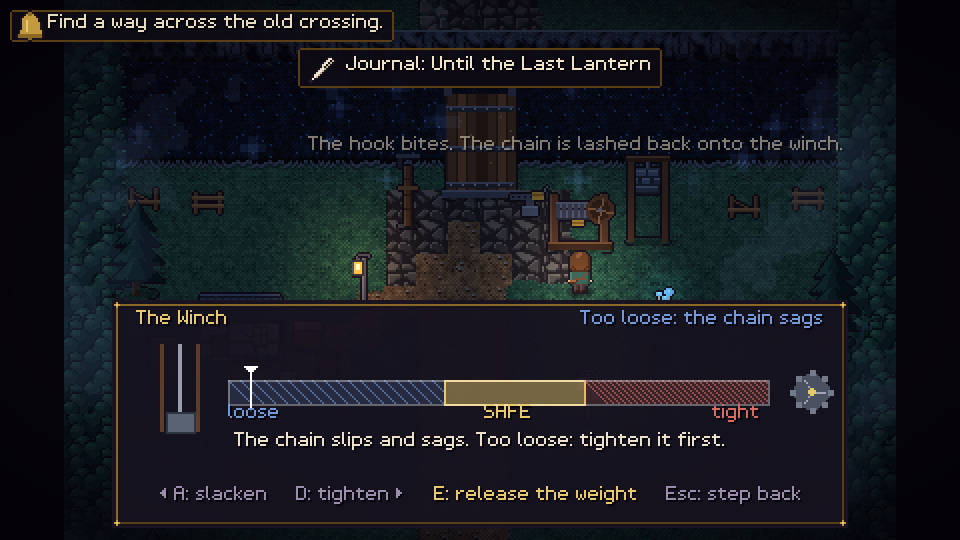 Find a way across the old crossing.
Journal: Until the Last Lantern
The hook bites. The chain is lashed back onto the winch.
The Winch
Too loose: the chain sags
loose
SAFE
tight
The chain slips and sags. Too loose: tighten it first.
A: slacken
D: tighten
E: release the weight
Esc: step back